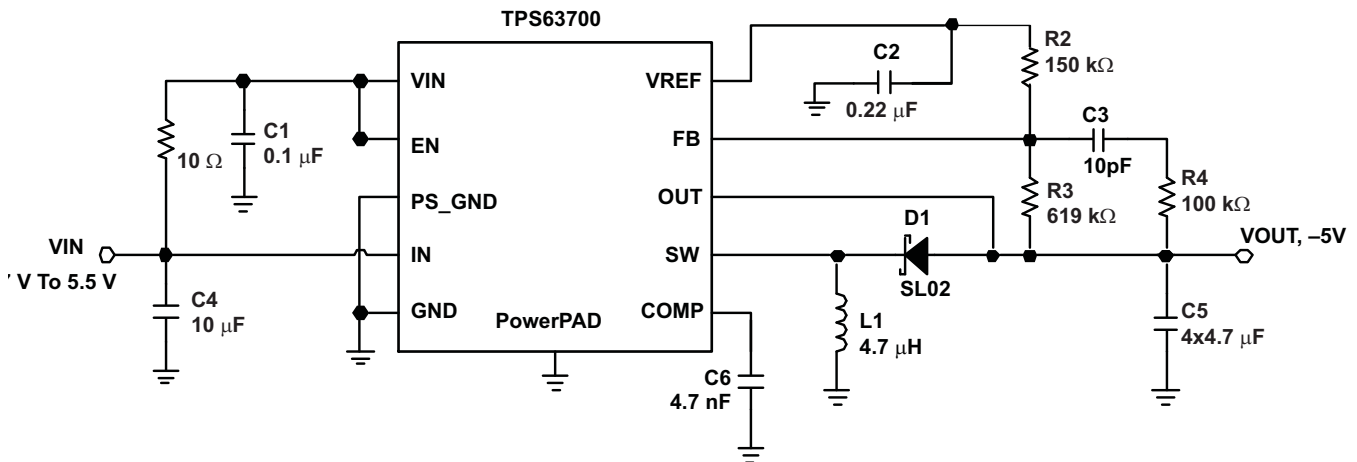 TPS63700
VIN
EN
PS_GND
IN
GND
VREF
FB
OUT
SW
COMP
PowerPAD
10 Ω
C1
0.1 μF
VIN
V To 5.5 V
C4
10 μF
C2
0.22 μF
R2
150 kΩ
C3
10pF
R3
619 kΩ
R4
100 kΩ
D1
SL02
VOUT, –5V
L1
4.7 μH
C5
4x4.7 μF
C6
4.7 nF